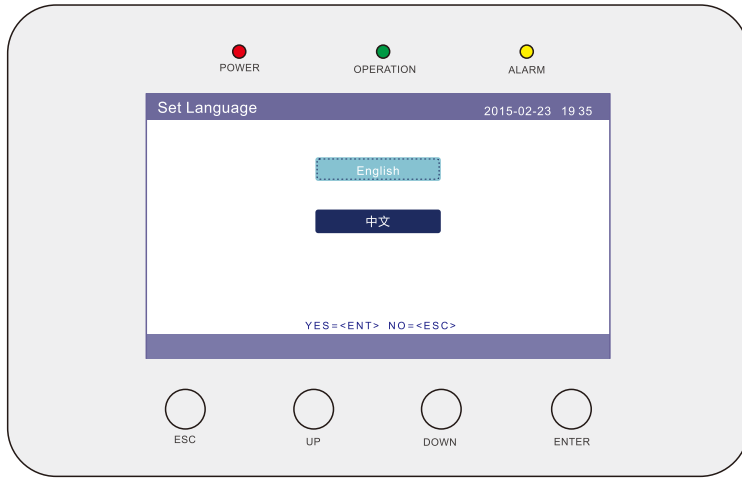 POWER OPERATION ALARM
Set Language 2015-02-23 19 35
English
中文
YES=<ENT> NO=<ESC>
ESC UP DOWN ENTER